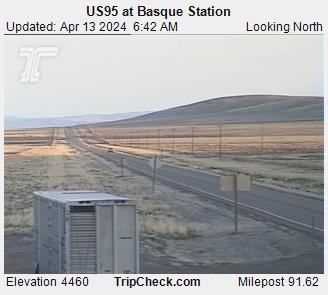 US95 at Basque Station
Updated: Apr 13 2024 6:42 AM Looking North
Elevation 4460 TripCheck.com Milepost 91.62